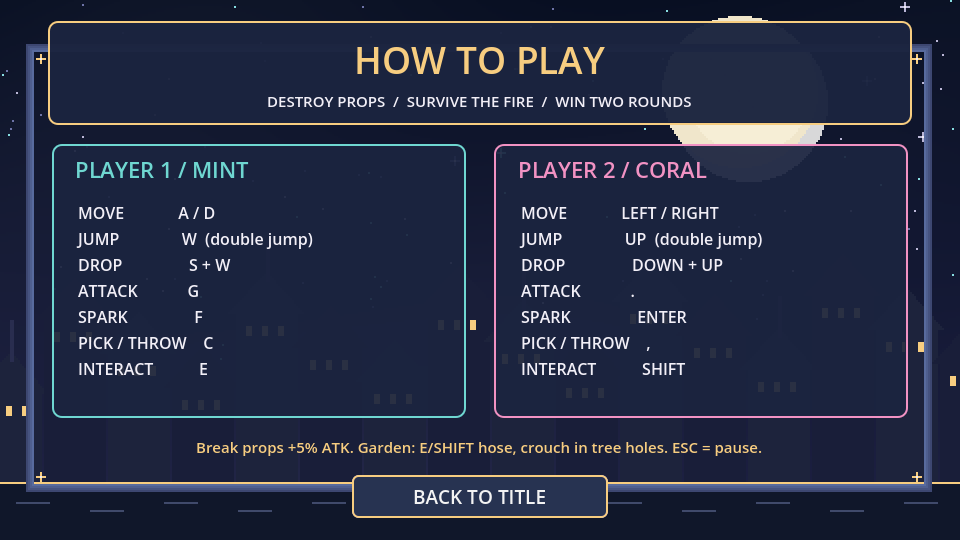 HOW TO PLAY
DESTROY PROPS / SURVIVE THE FIRE / WIN TWO ROUNDS
PLAYER 1 / MINT
MOVE A / D
JUMP W (double jump)
DROP S + W
ATTACK G
SPARK F
PICK / THROW C
INTERACT E
PLAYER 2 / CORAL
MOVE LEFT / RIGHT
JUMP UP (double jump)
DROP DOWN + UP
ATTACK .
SPARK ENTER
PICK / THROW ,
INTERACT SHIFT
Break props +5% ATK. Garden: E/SHIFT hose, crouch in tree holes. ESC = pause.
BACK TO TITLE